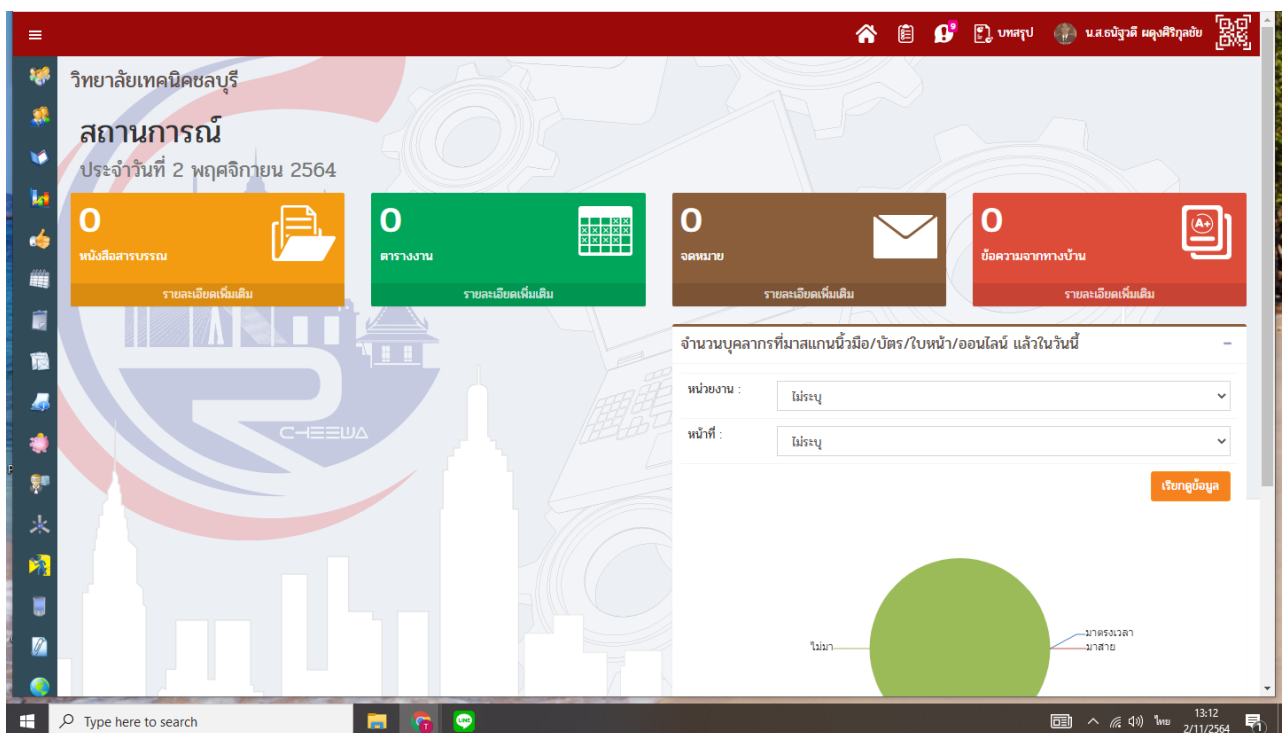 9
บทสรุป
น.ส.ธนัฐวดี ผดุงศิริกุลชัย
วิทยาลัยเทคนิคชลบุรี
สถานการณ์
ประจำวันที่ 2 พฤศจิกายน 2564
0
หนังสือสารบรรณ
รายละเอียดเพิ่มเติม
0
ตารางงาน
รายละเอียดเพิ่มเติม
0
จดหมาย
รายละเอียดเพิ่มเติม
0
ข้อความจากทางบ้าน
A+
รายละเอียดเพิ่มเติม
CHEEWA
จำนวนบุคลากรที่มาสแกนนิ้วมือ/บัตร/ใบหน้า/ออนไลน์ แล้วในวันนี้
หน่วยงาน :
ไม่ระบุ
หน้าที่ :
ไม่ระบุ
เรียกดูข้อมูล
ไม่มา
มาตรงเวลา
มาสาย
P
Type here to search
T
LINE
ไทย
13:12
2/11/2564
1